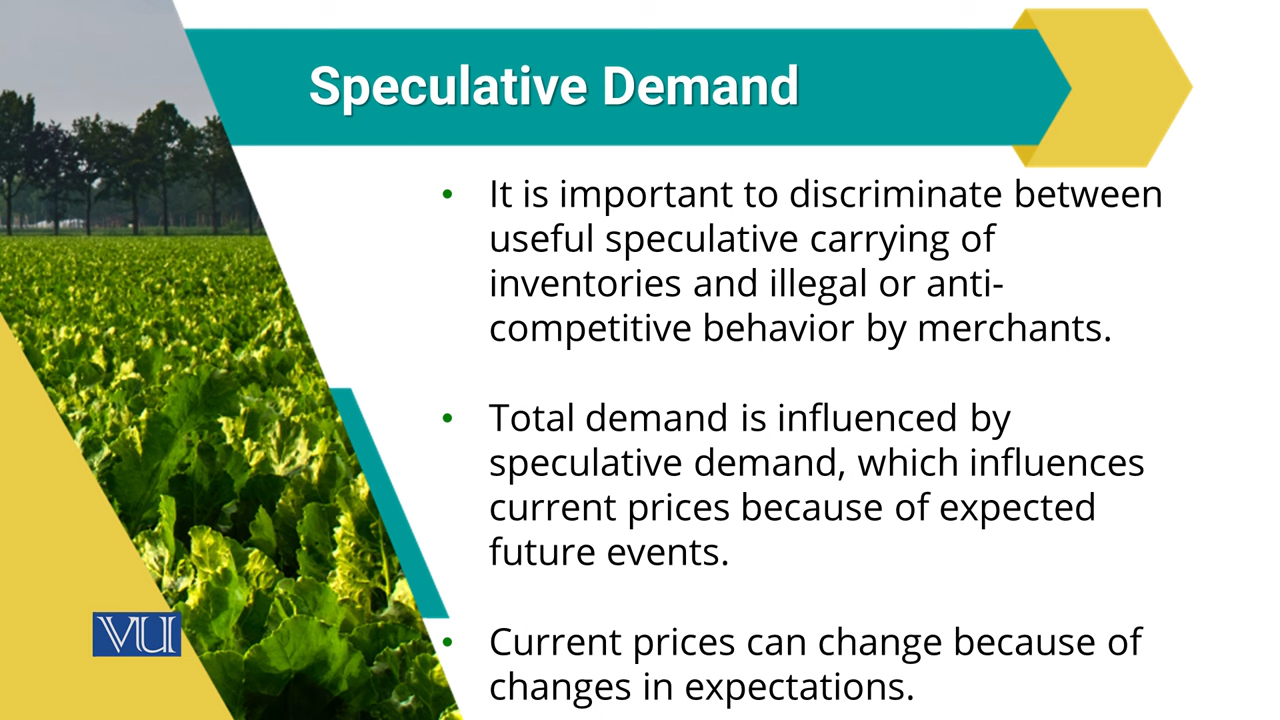 Speculative Demand
• It is important to discriminate between
useful speculative carrying of
inventories and illegal or anti-
competitive behavior by merchants.
• Total demand is influenced by
speculative demand, which influences
current prices because of expected
future events.
• Current prices can change because of
changes in expectations.
VU